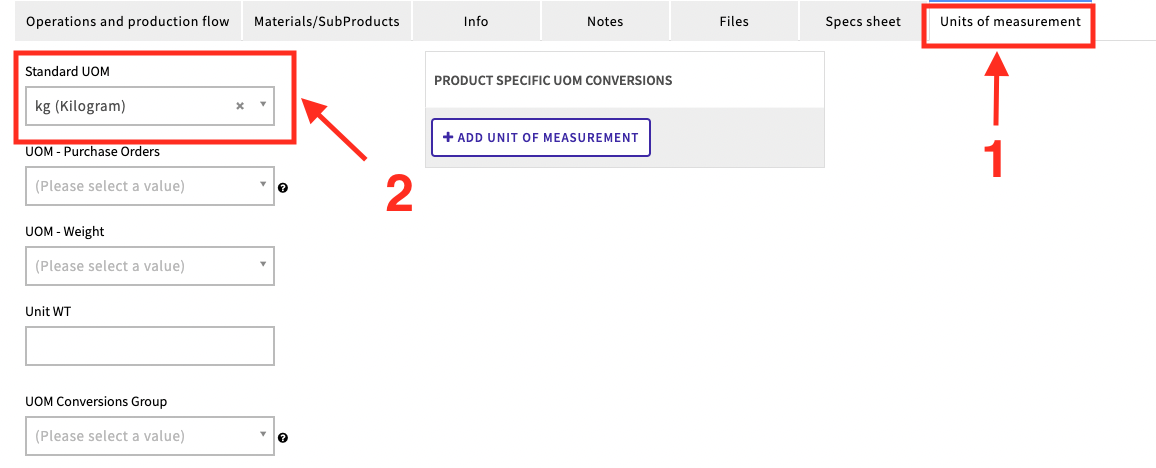 Operations and production flow
Materials/SubProducts
Info
Notes
Files
Specs sheet
Units of measurement
Standard UOM
kg (Kilogram)
UOM - Purchase Orders
(Please select a value)
UOM - Weight
(Please select a value)
Unit WT
UOM Conversions Group
(Please select a value)
PRODUCT SPECIFIC UOM CONVERSIONS
+ ADD UNIT OF MEASUREMENT
1
2